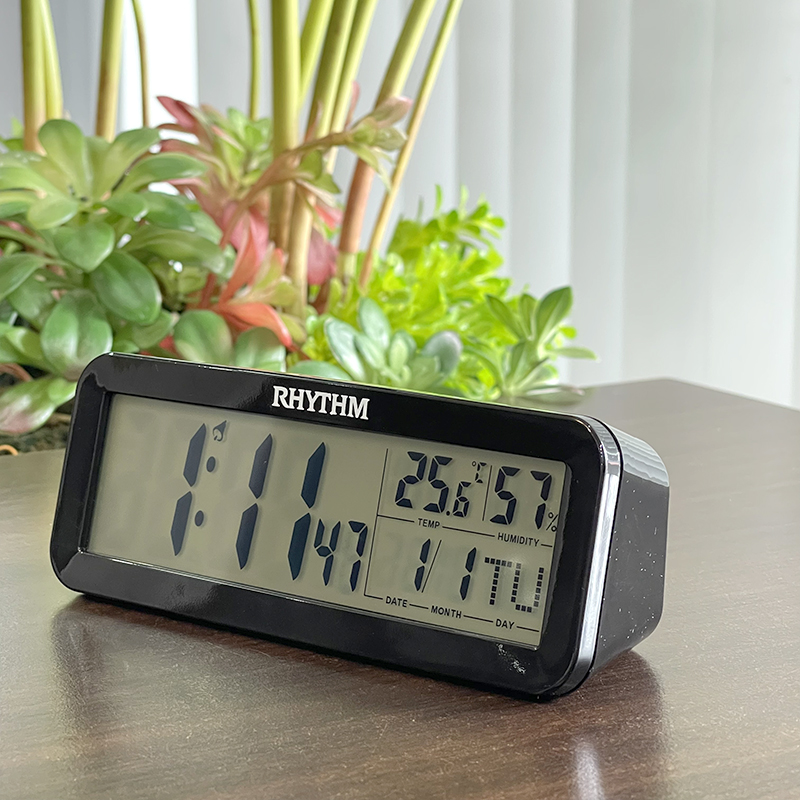 RHYTHM
1:11 47
25.6°C 57%
TEMP HUMIDITY
1/1 TU
DATE MONTH DAY